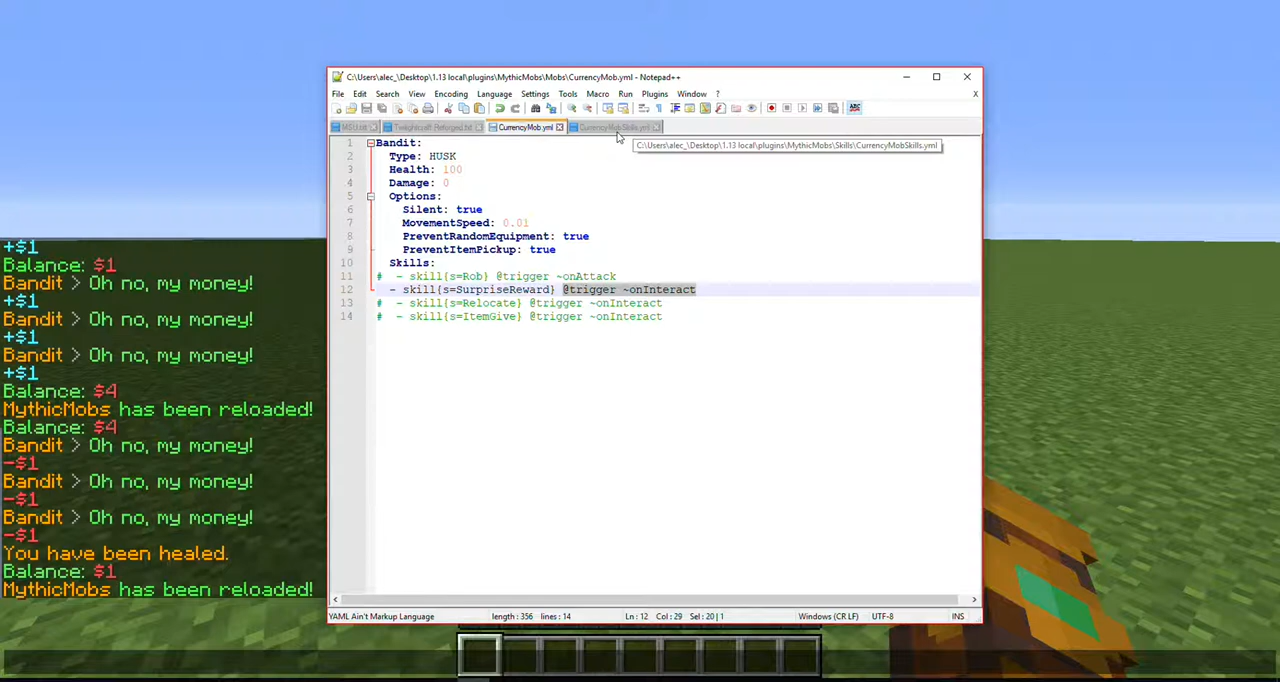 C:\Users\alec_\Desktop\1.13 local\plugins\MythicMobs\Mobs\CurrencyMob.yml - Notepad++
File Edit Search View Encoding Language Settings Tools Macro Run Plugins Window ? X
MSU.txt Twilightcraft Reforged.txt CurrencyMob.yml CurrencyMobSkills.yml
C:\Users\alec_\Desktop\1.13 local\plugins\MythicMobs\Skills\CurrencyMobSkills.yml
1 Bandit:
2 Type: HUSK
3 Health: 100
4 Damage: 0
5 Options:
6 Silent: true
7 MovementSpeed: 0.01
8 PreventRandomEquipment: true
9 PreventItemPickup: true
10 Skills:
11 # - skill{s=Rob} @trigger ~onAttack
12 - skill{s=SurpriseReward} @trigger ~onInteract
13 # - skill{s=Relocate} @trigger ~onInteract
14 # - skill{s=ItemGive} @trigger ~onInteract
YAML Ain't Markup Language length : 356 lines : 14 Ln : 12 Col : 29 Sel : 20 | 1 Windows (CR LF) UTF-8 INS
+$1
Balance: $1
Bandit > Oh no, my money!
+$1
Bandit > Oh no, my money!
+$1
Bandit > Oh no, my money!
+$1
Balance: $4
MythicMobs has been reloaded!
Balance: $4
Bandit > Oh no, my money!
-$1
Bandit > Oh no, my money!
-$1
Bandit > Oh no, my money!
-$1
You have been healed.
Balance: $1
MythicMobs has been reloaded!